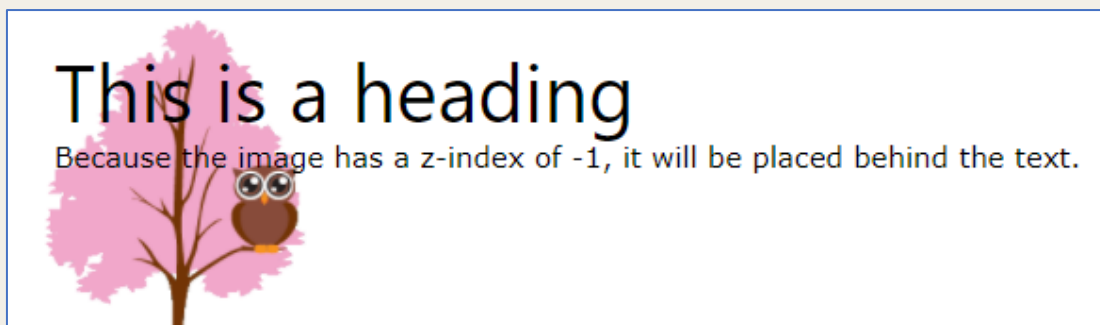 This is a heading
Because the image has a z-index of -1, it will be placed behind the text.